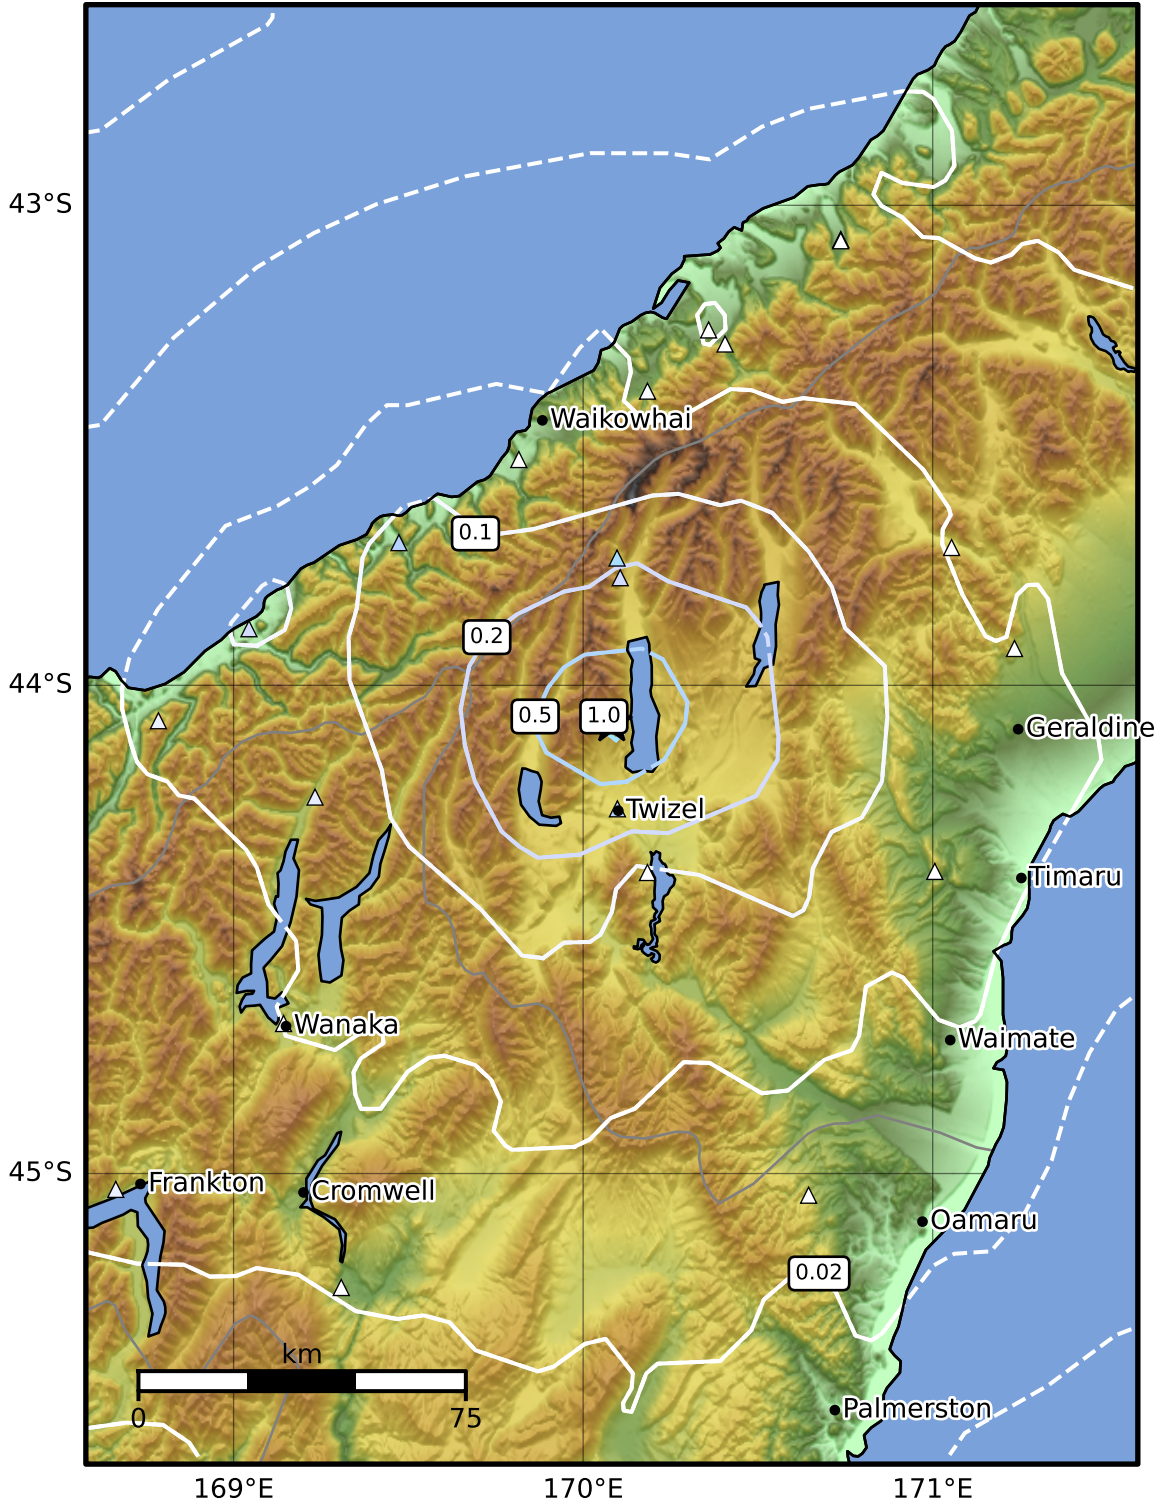 43°S
Waikowhai
0.1
0.2
44°S
0.5
1.0
Geraldine
Twizel
Timaru
Wanaka
Waimate
45°S
Frankton
Cromwell
Oamaru
0.02
km
0
75
Palmerston
169°E
170°E
171°E